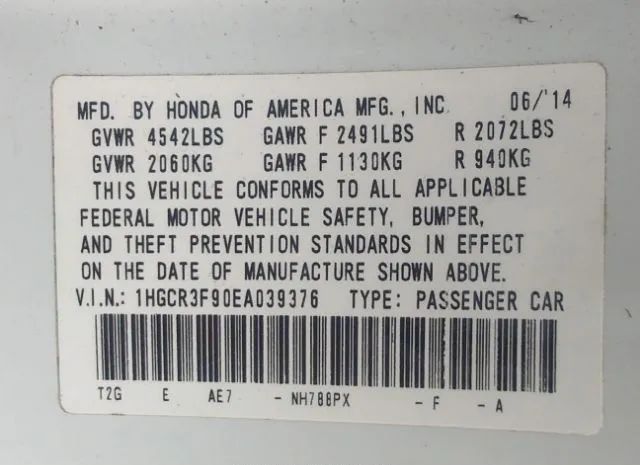 MFD. BY HONDA OF AMERICA MFG., INC 06/'14
GVWR 4542LBS GAWR F 2491LBS R 2072LBS
GVWR 2060KG GAWR F 1130KG R 940KG
THIS VEHICLE CONFORMS TO ALL APPLICABLE
FEDERAL MOTOR VEHICLE SAFETY, BUMPER,
AND THEFT PREVENTION STANDARDS IN EFFECT
ON THE DATE OF MANUFACTURE SHOWN ABOVE.
V.I.N.: 1HGCR3F90EA039376 TYPE: PASSENGER CAR
T2G E AE7 - NH788PX - F - A